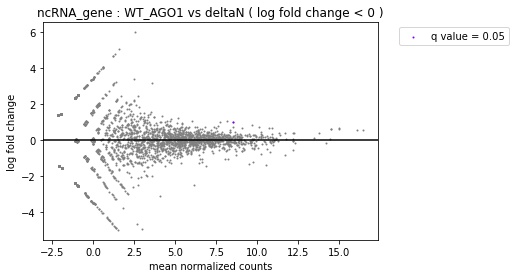 ncRNA_gene : WT_AGO1 vs deltaN ( log fold change < 0 )
q value = 0.05
6
4
2
0
−2
−4
log fold change
−2.5 0.0 2.5 5.0 7.5 10.0 12.5 15.0
mean normalized counts